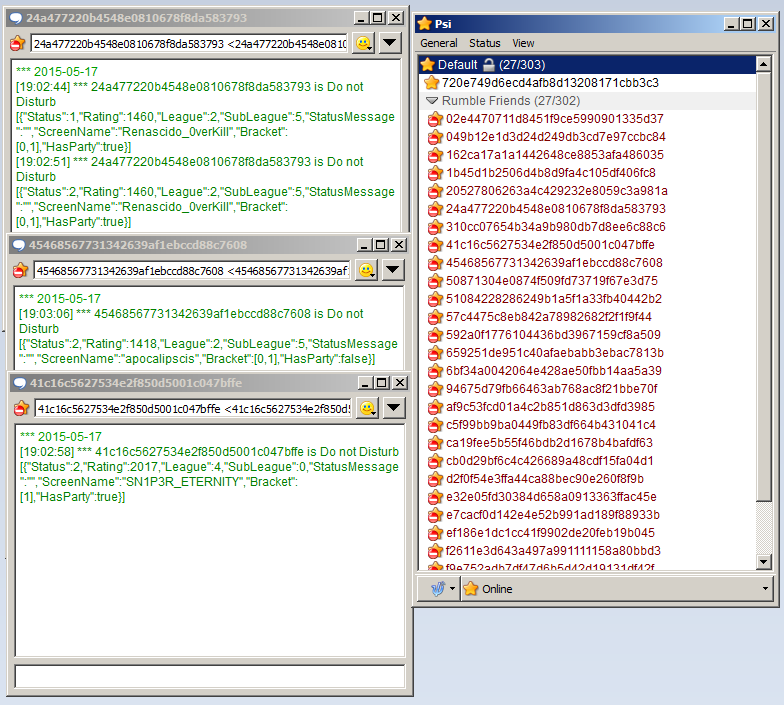 24a477220b4548e0810678f8da583793
24a477220b4548e0810678f8da583793 <24a477220b4548e0810
*** 2015-05-17
[19:02:44] *** 24a477220b4548e0810678f8da583793 is Do not
Disturb
[{"Status":1,"Rating":1460,"League":2,"SubLeague":5,"StatusMessage
":"","ScreenName":"Renascido_0verKill","Bracket":
[0,1],"HasParty":true}]
[19:02:51] *** 24a477220b4548e0810678f8da583793 is Do not
Disturb
[{"Status":2,"Rating":1460,"League":2,"SubLeague":5,"StatusMessage
":"","ScreenName":"Renascido_0verKill","Bracket":
[0,1],"HasParty":true}]
45468567731342639af1ebccd88c7608
45468567731342639af1ebccd88c7608 <45468567731342639af
*** 2015-05-17
[19:03:06] *** 45468567731342639af1ebccd88c7608 is Do not
Disturb
[{"Status":2,"Rating":1418,"League":2,"SubLeague":5,"StatusMessage
":"","ScreenName":"apocalipscis","Bracket":[0,1],"HasParty":false}]
41c16c5627534e2f850d5001c047bffe
41c16c5627534e2f850d5001c047bffe <41c16c5627534e2f850d5
*** 2015-05-17
[19:02:58] *** 41c16c5627534e2f850d5001c047bffe is Do not Disturb
[{"Status":2,"Rating":2017,"League":4,"SubLeague":0,"StatusMessage
":"","ScreenName":"SN1P3R_ETERNITY","Bracket":
[1],"HasParty":true}]
Psi
General Status View
Default (27/303)
720e749d6ecd4afb8d13208171cbb3c3
Rumble Friends (27/302)
02e4470711d8451f9ce5990901335d37
049b12e1d3d24d249db3cd7e97ccbc84
162ca17a1a1442648ce8853afa486035
1b45d1b2506d4b8d9fa4c105df406fc8
20527806263a4c429232e8059c3a981a
24a477220b4548e0810678f8da583793
310cc07654b34a9b980db7d8ee6c88c6
41c16c5627534e2f850d5001c047bffe
45468567731342639af1ebccd88c7608
50871304e0874f509fd73719f67e3d75
51084228286249b1a5f1a33fb40442b2
57c4475c8eb842a78982682f2f1f9f44
592a0f1776104436bd3967159cf8a509
659251de951c40afaebabb3ebac7813b
6bf34a0042064e428ae50fbb14aa5a39
94675d79fb66463ab768ac8f21bbe70f
af9c53fcd01a4c2b851d863d3dfd3985
c5f99bb9ba0449fb83df664b431041c4
ca19fee5b55f46bdb2d1678b4bafdf63
cb0d29bf6c4c426689a48cdf15fa04d1
d2f0f54e3ffa44ca88bec90e260f8f9b
e32e05fd30384d658a0913363ffac45e
e7cacf0d142e4e52b991ad189f88933b
ef186e1dc1cc41f9902de20feb19b045
f2611e3d643a497a991111158a80bbd3
f9e752adb7df47d6b5d42d19131df42f
Online